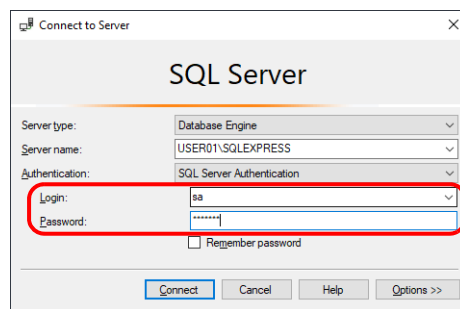 Connect to Server
SQL Server
Server type: Database Engine
Server name: USER01\SQLEXPRESS
Authentication: SQL Server Authentication
Login: sa
Password: *******
Remember password
Connect Cancel Help Options >>